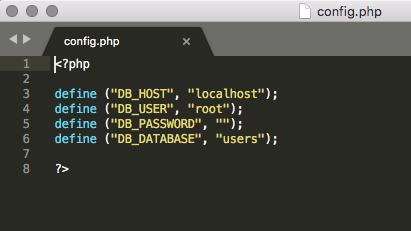 config.php
config.php
1 <?php
2
3 define ("DB_HOST", "localhost");
4 define ("DB_USER", "root");
5 define ("DB_PASSWORD", "");
6 define ("DB_DATABASE", "users");
7
8 ?>